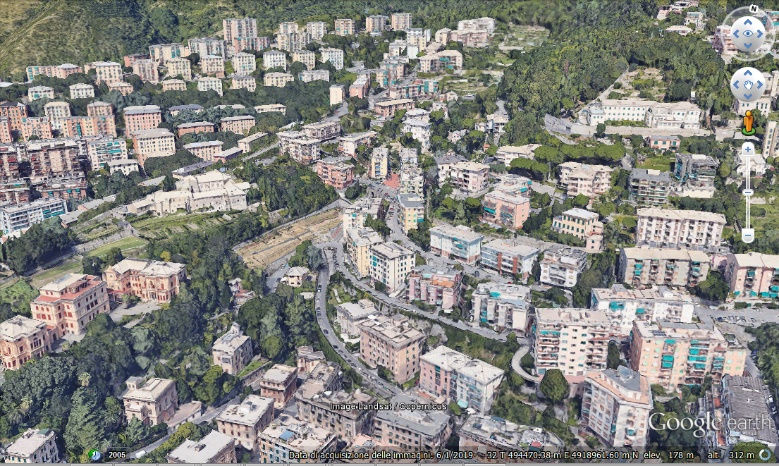 N
Image Landsat / Copernicus
Google earth
2005
Data di acquisizione delle immagini: 6/1/2019 32 T 494470.38 m E 4918961.60 m N elev 178 m alt 312 m